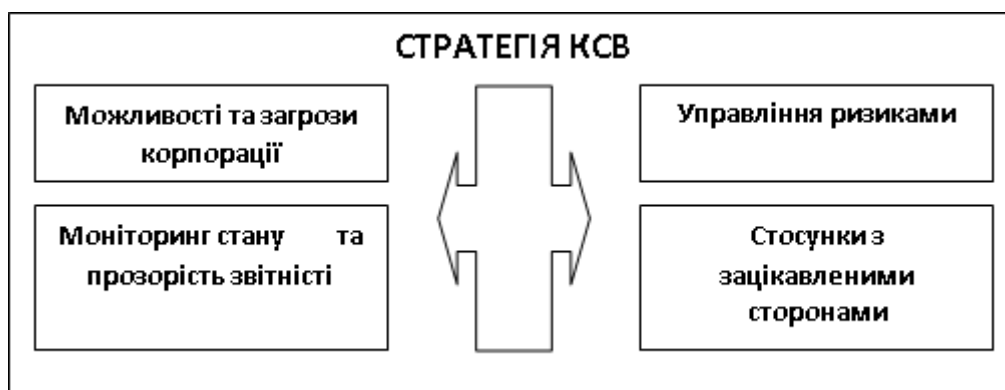 СТРАТЕГІЯ КСВ
Можливості та загрози
корпорації
Управління ризиками
Моніторинг стану та
прозорість звітності
Стосунки з
зацікавленими
сторонами